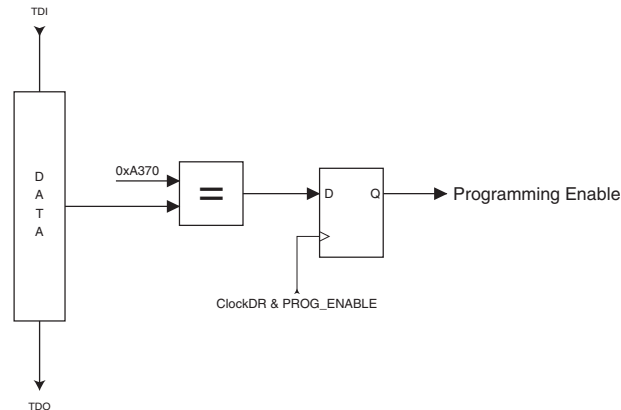 TDI
D
A
T
A
0xA370
=
D
Q
Programming Enable
ClockDR & PROG_ENABLE
TDO